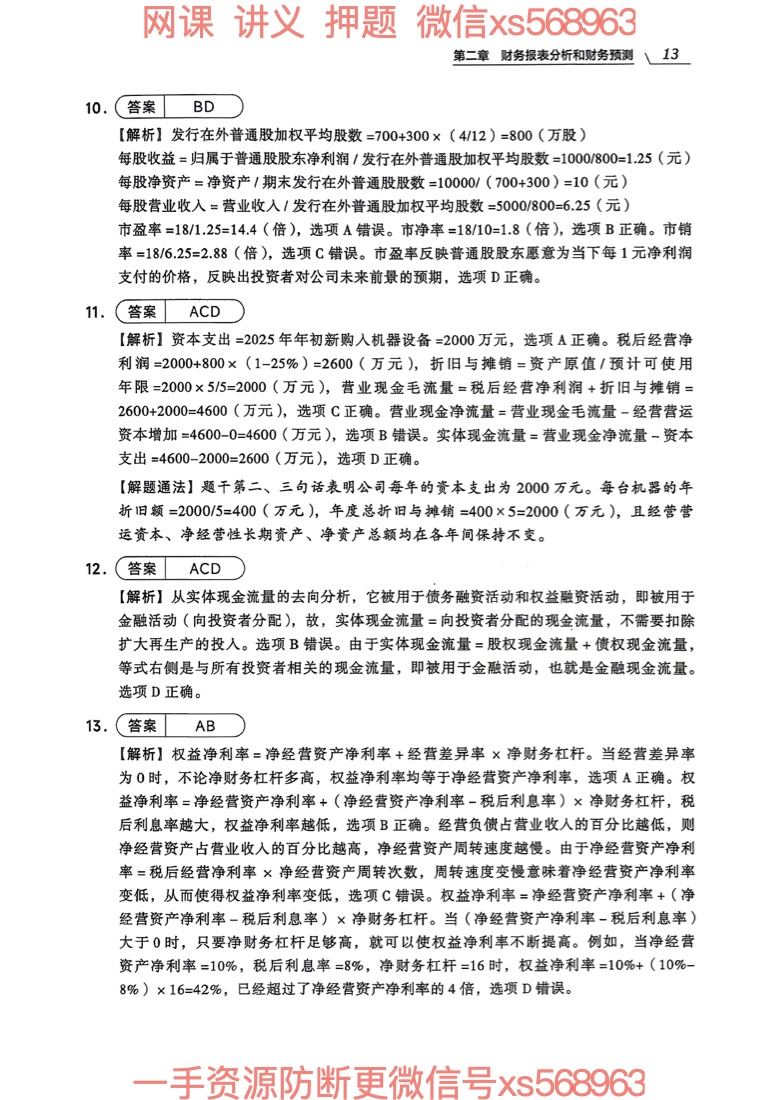 网课 讲义 押题 微信xs568963
第二章 财务报表分析和财务预测 13
10. 答案 BD
【解析】发行在外普通股加权平均股数 =700+300×（4/12）=800（万股）
每股收益 = 归属于普通股股东净利润 / 发行在外普通股加权平均股数 =1000/800=1.25（元）
每股净资产 = 净资产 / 期末发行在外普通股股数 =10000/（700+300）=10（元）
每股营业收入 = 营业收入 / 发行在外普通股加权平均股数 =5000/800=6.25（元）
市盈率 =18/1.25=14.4（倍），选项 A 错误。市净率 =18/10=1.8（倍），选项 B 正确。市销
率 =18/6.25=2.88（倍），选项 C 错误。市盈率反映普通股股东愿意为当下每 1 元净利润
支付的价格，反映出投资者对公司未来前景的预期，选项 D 正确。
11. 答案 ACD
【解析】资本支出 =2025 年年初新购入机器设备 =2000 万元，选项 A 正确。税后经营净
利润 =2000+800×（1-25%）=2600（万元），折旧与摊销 = 资产原值 / 预计可使用
年限 =2000×5/5=2000（万元），营业现金毛流量 = 税后经营净利润 + 折旧与摊销 =
2600+2000=4600（万元），选项 C 正确。营业现金净流量 = 营业现金毛流量 – 经营营运
资本增加 =4600–0=4600（万元），选项 B 错误。实体现金流量 = 营业现金净流量 – 资本
支出 =4600–2000=2600（万元），选项 D 正确。
【解题通法】题干第二、三句话表明公司每年的资本支出为 2000 万元。每台机器的年
折旧额 =2000/5=400（万元），年度总折旧与摊销 =400×5=2000（万元），且经营营
运资本、净经营性长期资产、净资产总额均在各年间保持不变。
12. 答案 ACD
【解析】从实体现金流量的去向分析，它被用于债务融资活动和权益融资活动，即被用于
金融活动（向投资者分配），故，实体现金流量 = 向投资者分配的现金流量，不需要扣除
扩大再生产的投入。选项 B 错误。由于实体现金流量 = 股权现金流量 + 债权现金流量，
等式右侧是与所有投资者相关的现金流量，即被用于金融活动，也就是金融现金流量。
选项 D 正确。
13. 答案 AB
【解析】权益净利率 = 净经营资产净利率 + 经营差异率 × 净财务杠杆。当经营差异率
为 0 时，不论净财务杠杆多高，权益净利率均等于净经营资产净利率，选项 A 正确。权
益净利率 = 净经营资产净利率 +（净经营资产净利率 – 税后利息率）× 净财务杠杆，税
后利息率越大，权益净利率越低，选项 B 正确。经营负债占营业收入的百分比越低，则
净经营资产占营业收入的百分比越高，净经营资产周转速度越慢。由于净经营资产净利
率 = 税后经营净利率 × 净经营资产周转次数，周转速度变慢意味着净经营资产净利率
变低，从而使得权益净利率变低，选项 C 错误。权益净利率 = 净经营资产净利率 +（净
经营资产净利率 – 税后利息率）× 净财务杠杆。当（净经营资产净利率 – 税后利息率）
大于 0 时，只要净财务杠杆足够高，就可以使权益净利率不断提高。例如，当净经营
资产净利率 =10%，税后利息率 =8%，净财务杠杆 =16 时，权益净利率 =10%+（10%–
8%）×16=42%，已经超过了净经营资产净利率的 4 倍，选项 D 错误。
一手资源防断更微信号xs568963